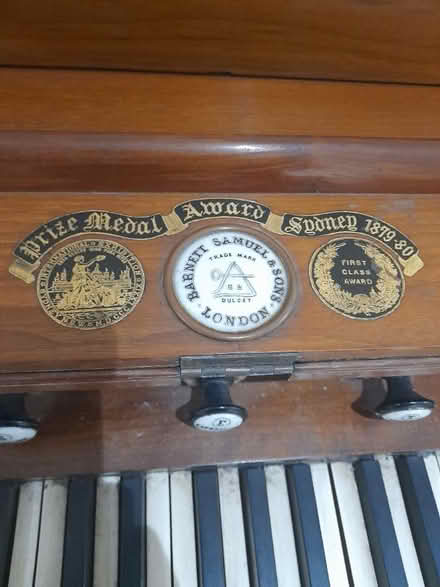 Prize Medal Award Sydney 1879-80
BARNETT SAMUEL & SONS
TRADE MARK
DULCET
LONDON
FIRST
CLASS
AWARD